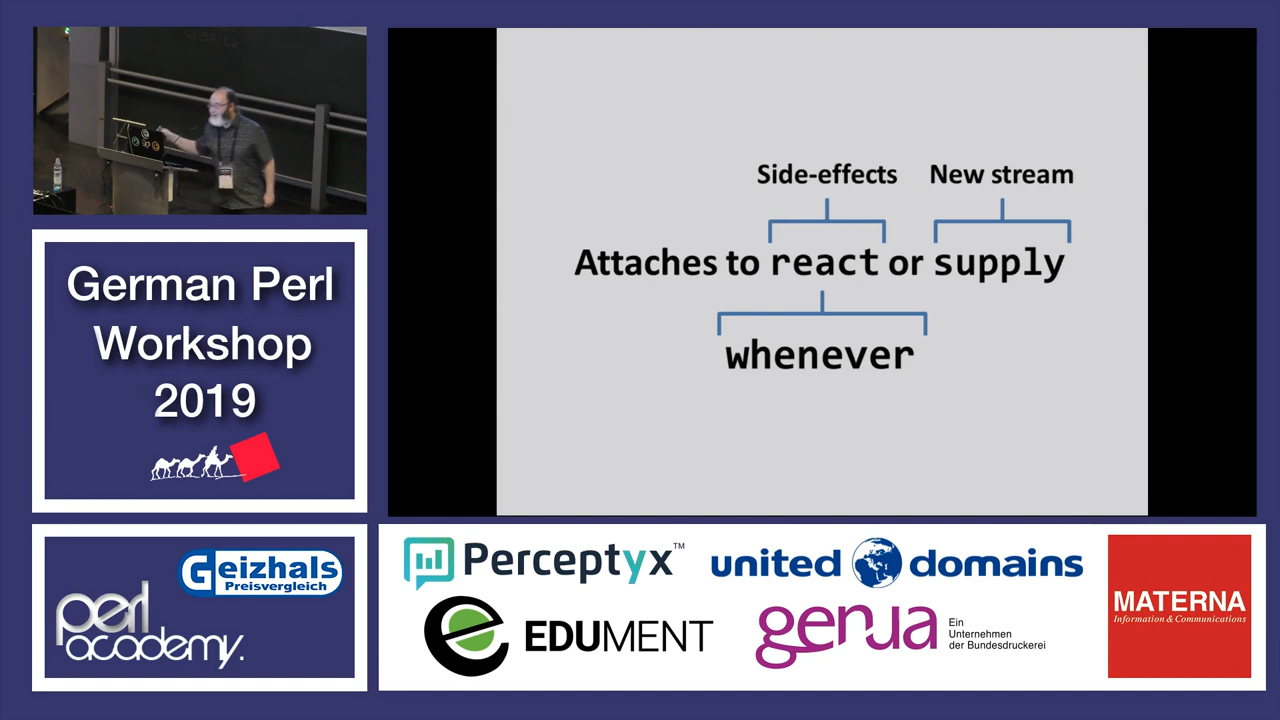 Side-effects New stream
Attaches to react or supply
whenever
German Perl
Workshop
2019
Geizhals
Preisvergleich
perl
academy.
Perceptyx™
united domains
EDUMENT
genua
Ein
Unternehmen
der Bundesdruckerei
MATERNA
Information & Communications